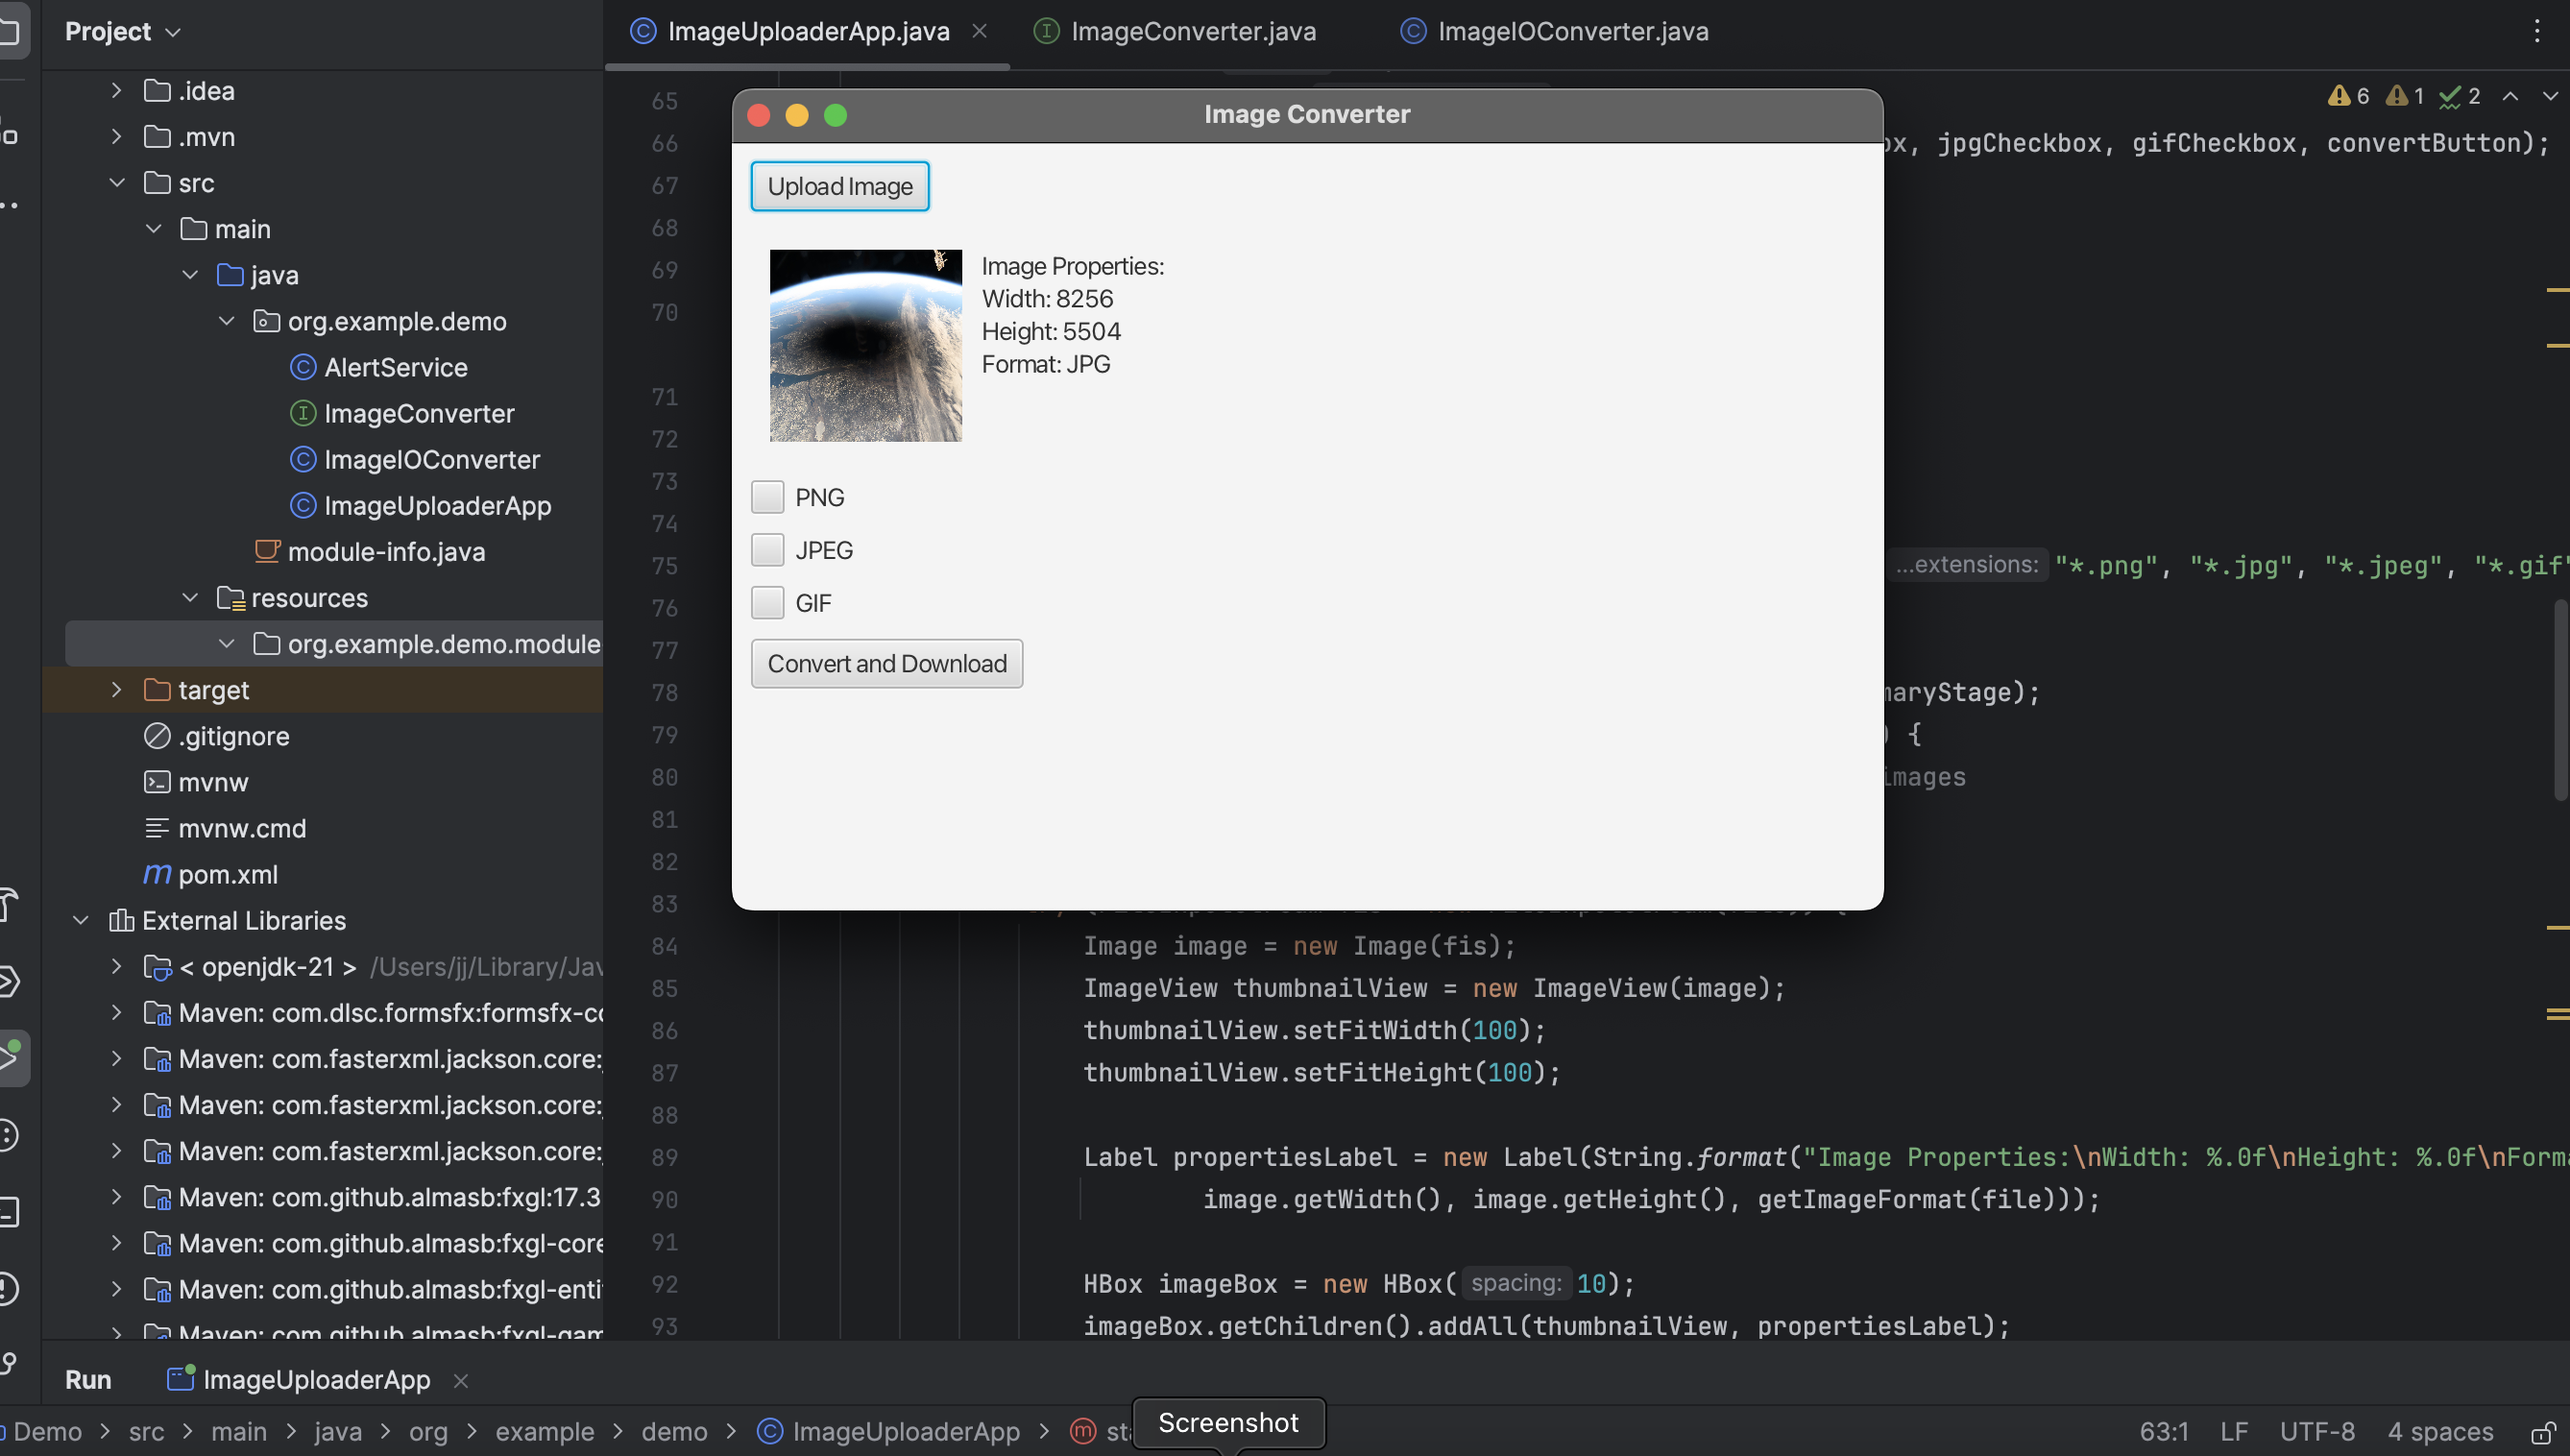 Project
ImageUploaderApp.java
ImageConverter.java
ImageIOConverter.java
.idea
.mvn
src
main
java
org.example.demo
AlertService
ImageConverter
ImageIOConverter
ImageUploaderApp
module-info.java
resources
org.example.demo.module
target
.gitignore
mvnw
mvnw.cmd
m pom.xml
External Libraries
< openjdk-21 > /Users/jj/Library/Jav
Maven: com.dlsc.formsfx:formsfx-co
Maven: com.fasterxml.jackson.core:
Maven: com.fasterxml.jackson.core:
Maven: com.fasterxml.jackson.core:
Maven: com.github.almasb:fxgl:17.3
Maven: com.github.almasb:fxgl-core
Maven: com.github.almasb:fxgl-enti
Maven: com.github.almasb:fxgl-gam
6 1 2
Image Converter
Upload Image
Image Properties:
Width: 8256
Height: 5504
Format: JPG
PNG
JPEG
GIF
Convert and Download
65
66 ox, jpgCheckbox, gifCheckbox, convertButton);
67
68
69
70
71
72
73
74
75 ...extensions: "*.png", "*.jpg", "*.jpeg", "*.gif"
76
77
78 maryStage);
79 ) {
80 images
81
82
83
84 Image image = new Image(fis);
85 ImageView thumbnailView = new ImageView(image);
86 thumbnailView.setFitWidth(100);
87 thumbnailView.setFitHeight(100);
88
89 Label propertiesLabel = new Label(String.format("Image Properties:\nWidth: %.0f\nHeight: %.0f\nForma
90 image.getWidth(), image.getHeight(), getImageFormat(file)));
91
92 HBox imageBox = new HBox( spacing: 10);
93 imageBox.getChildren().addAll(thumbnailView, propertiesLabel);
Run ImageUploaderApp
Demo > src > main > java > org > example > demo > ImageUploaderApp > m sta
Screenshot
63:1 LF UTF-8 4 spaces